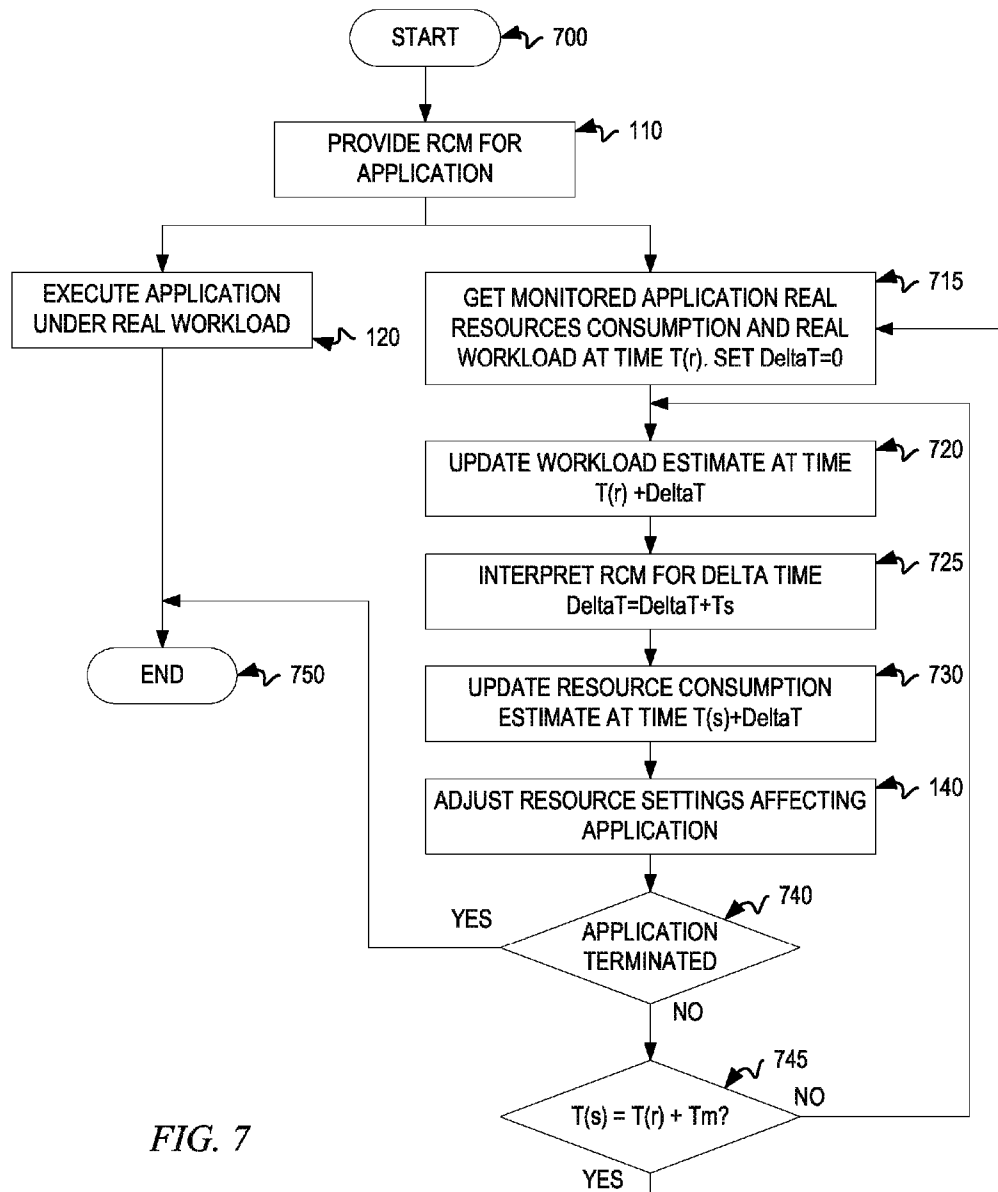 START
700
PROVIDE RCM FOR
APPLICATION
110
EXECUTE APPLICATION
UNDER REAL WORKLOAD
120
GET MONITORED APPLICATION REAL
RESOURCES CONSUMPTION AND REAL
WORKLOAD AT TIME T(r). SET DeltaT=0
715
UPDATE WORKLOAD ESTIMATE AT TIME
T(r) +DeltaT
720
INTERPRET RCM FOR DELTA TIME
DeltaT=DeltaT+Ts
725
END
750
UPDATE RESOURCE CONSUMPTION
ESTIMATE AT TIME T(s)+DeltaT
730
ADJUST RESOURCE SETTINGS AFFECTING
APPLICATION
140
YES
APPLICATION
TERMINATED
740
NO
T(s) = T(r) + Tm?
745
NO
YES
FIG. 7